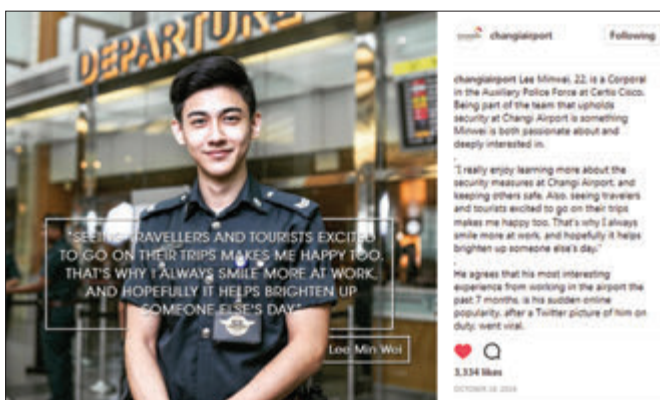 DEPARTURE
"SEEING TRAVELLERS AND TOURISTS EXCITED
TO GO ON THEIR TRIPS MAKES ME HAPPY TOO.
THAT'S WHY I ALWAYS SMILE MORE AT WORK,
AND HOPEFULLY IT HELPS BRIGHTEN UP
SOMEONE ELSE'S DAY."
Lee Min Wei
changiairport
Following
changiairport Lee Minwei, 22, is a Corporal
in the Auxiliary Police Force at Certis Cisco.
Being part of the team that upholds
security at Changi Airport is something
Minwei is both passionate about and
deeply interested in.
.
"I really enjoy learning more about the
security measures at Changi Airport, and
keeping others safe. Also, seeing travelers
and tourists excited to go on their trips
makes me happy too. That's why I always
smile more at work, and hopefully it helps
brighten up someone else's day."
.
He agrees that his most interesting
experience from working in the airport the
past 7 months, is his sudden online
popularity, after a Twitter picture of him on
duty, went viral.
3,334 likes